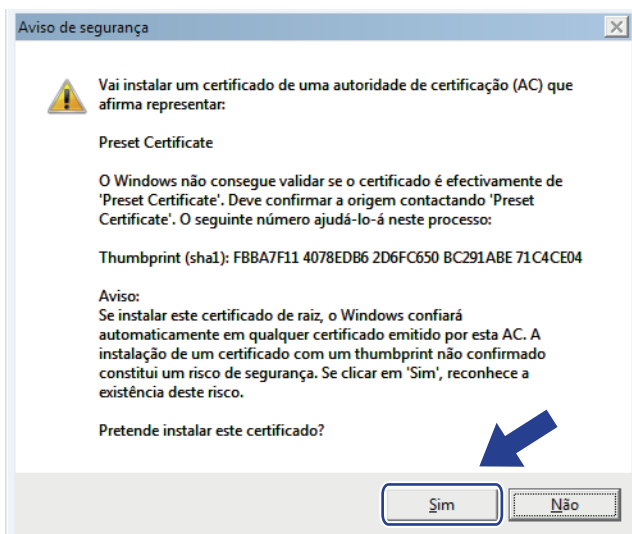 Aviso de segurança
Vai instalar um certificado de uma autoridade de certificação (AC) que
afirma representar:
Preset Certificate
O Windows não consegue validar se o certificado é efectivamente de
'Preset Certificate'. Deve confirmar a origem contactando 'Preset
Certificate'. O seguinte número ajudá-lo-á neste processo:
Thumbprint (sha1): FBBA7F11 4078EDB6 2D6FC650 BC291ABE 71C4CE04
Aviso:
Se instalar este certificado de raiz, o Windows confiará
automaticamente em qualquer certificado emitido por esta AC. A
instalação de um certificado com um thumbprint não confirmado
constitui um risco de segurança. Se clicar em 'Sim', reconhece a
existência deste risco.
Pretende instalar este certificado?
Sim
Não